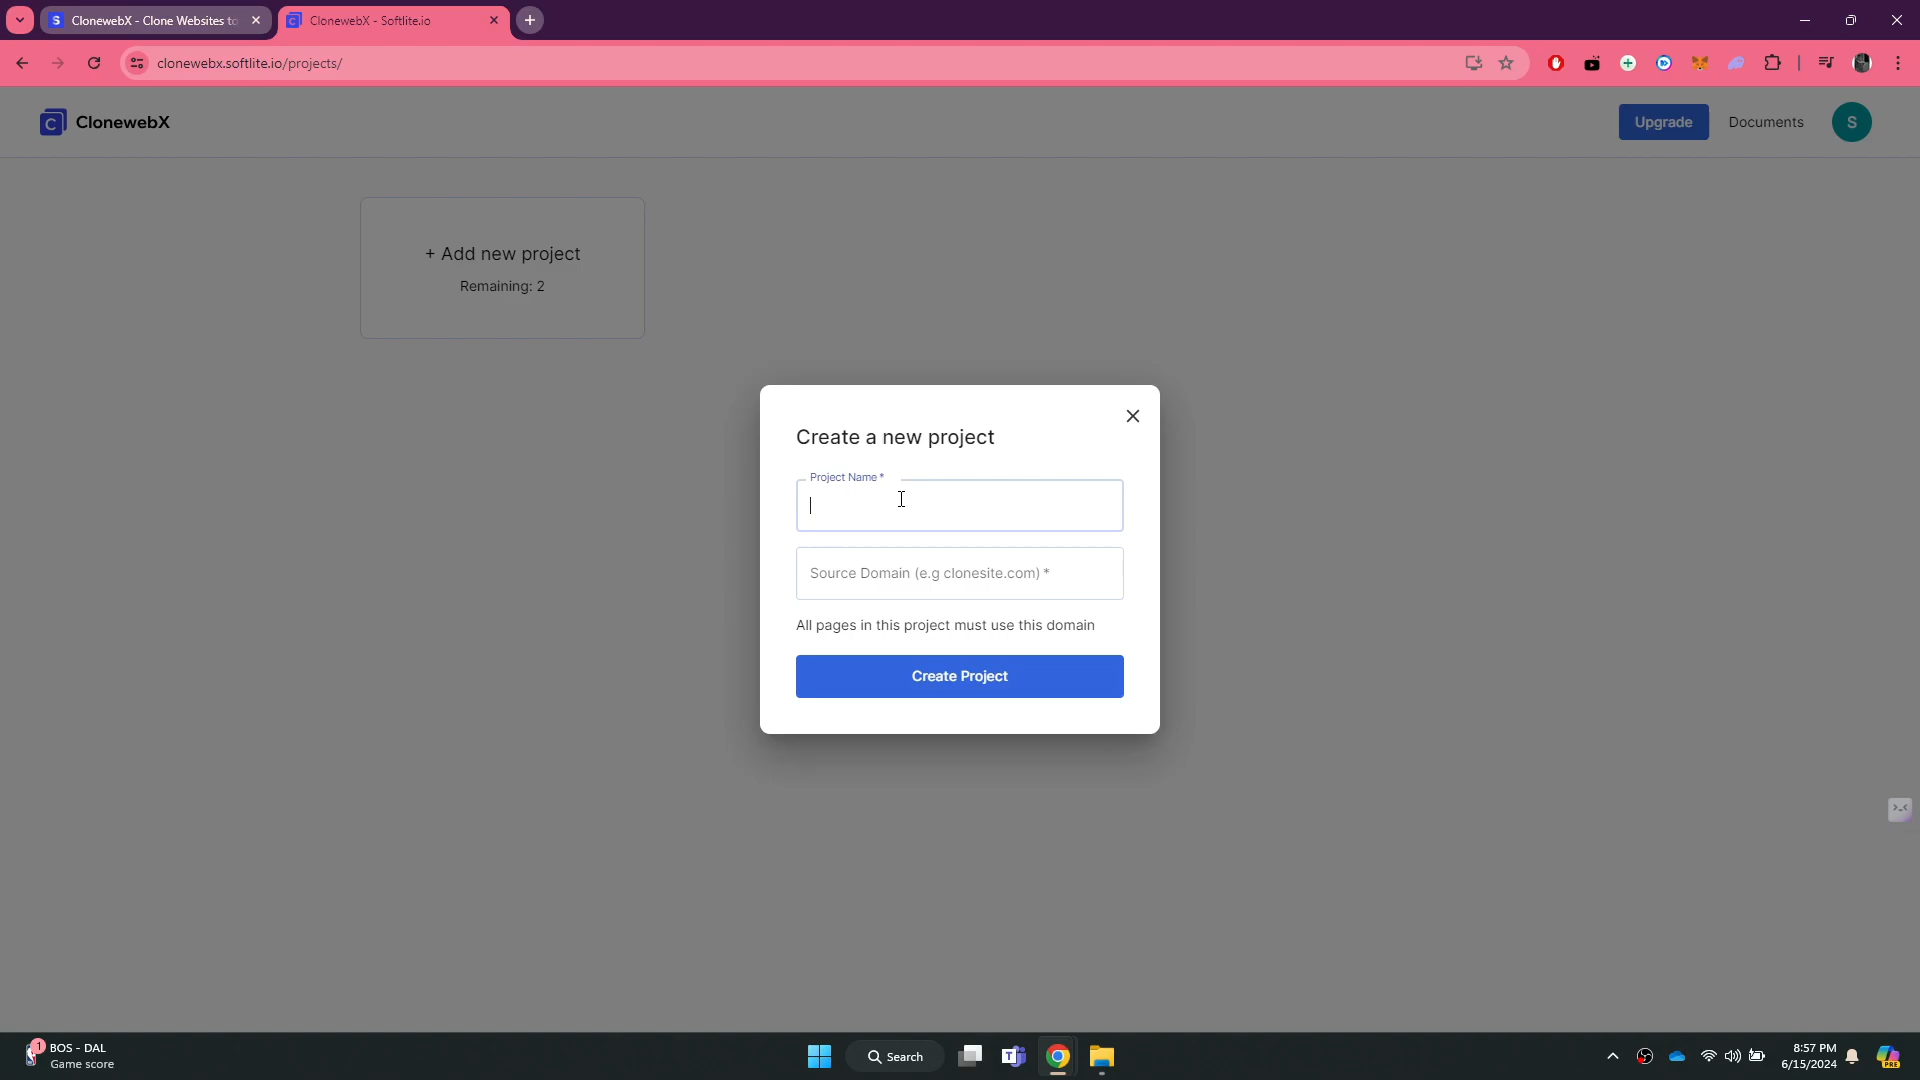 ClonewebX - Clone Websites to
ClonewebX - Softlite.io
clonewebx.softlite.io/projects/
C ClonewebX
Upgrade
Documents
S
+ Add new project
Remaining: 2
Create a new project
Project Name *
Source Domain (e.g clonesite.com) *
All pages in this project must use this domain
Create Project
1
BOS - DAL
Game score
Search
8:57 PM
6/15/2024
PRE